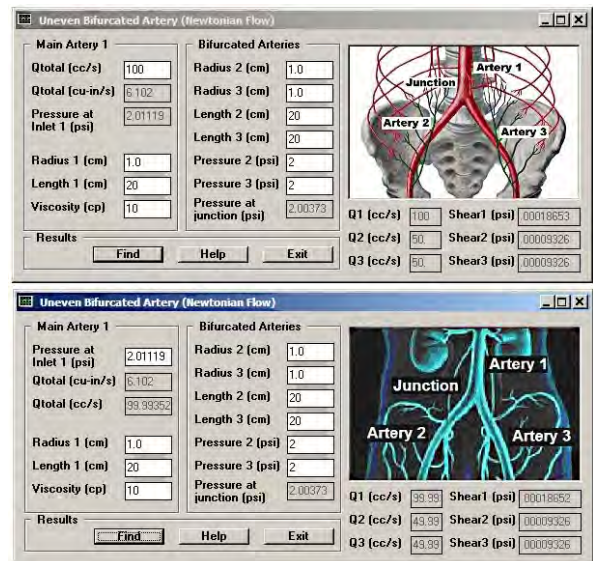 Uneven Bifurcated Artery (Newtonian Flow)
Main Artery 1
Qtotal (cc/s) 100
Qtotal (cu-in/s) 6.102
Pressure at
Inlet 1 (psi) 2.01119
Radius 1 (cm) 1.0
Length 1 (cm) 20
Viscosity (cp) 10
Bifurcated Arteries
Radius 2 (cm) 1.0
Radius 3 (cm) 1.0
Length 2 (cm) 20
Length 3 (cm) 20
Pressure 2 (psi) 2
Pressure 3 (psi) 2
Pressure at
junction (psi) 2.00373
Artery 1
Junction
Artery 2
Artery 3
Q1 (cc/s) 100 Shear1 (psi) .00018653
Q2 (cc/s) 50. Shear2 (psi) .00009326
Q3 (cc/s) 50. Shear3 (psi) .00009326
Results
Find Help Exit
Uneven Bifurcated Artery (Newtonian Flow)
Main Artery 1
Pressure at
Inlet 1 (psi) 2.01119
Qtotal (cu-in/s) 6.102
Qtotal (cc/s) 99.99352
Radius 1 (cm) 1.0
Length 1 (cm) 20
Viscosity (cp) 10
Bifurcated Arteries
Radius 2 (cm) 1.0
Radius 3 (cm) 1.0
Length 2 (cm) 20
Length 3 (cm) 20
Pressure 2 (psi) 2
Pressure 3 (psi) 2
Pressure at
junction (psi) 2.00373
Artery 1
Junction
Artery 2
Artery 3
Q1 (cc/s) 99.99 Shear1 (psi) .00018652
Q2 (cc/s) 49.99 Shear2 (psi) .00009326
Q3 (cc/s) 49.99 Shear3 (psi) .00009326
Results
Find Help Exit